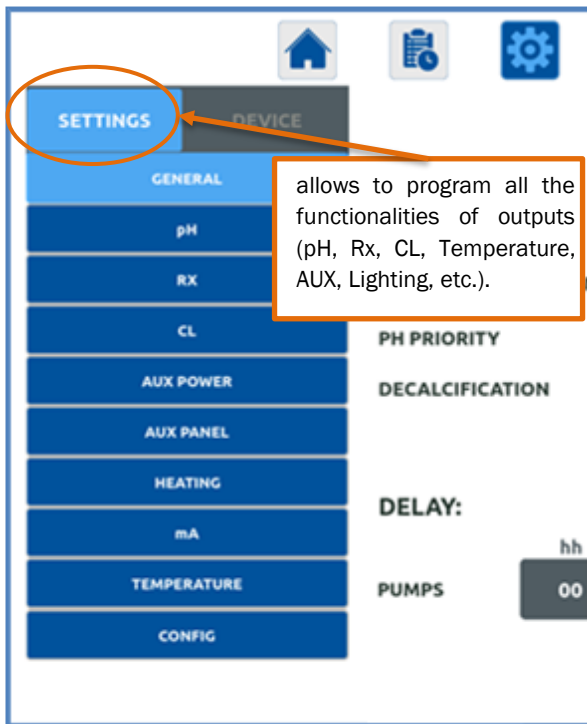 SETTINGS DEVICE
GENERAL
pH
RX
CL
AUX POWER
AUX PANEL
HEATING
mA
TEMPERATURE
CONFIG
allows to program all the
functionalities of outputs
(pH, Rx, CL, Temperature,
AUX, Lighting, etc.).
PH PRIORITY
DECALCIFICATION
DELAY:
hh
PUMPS 00